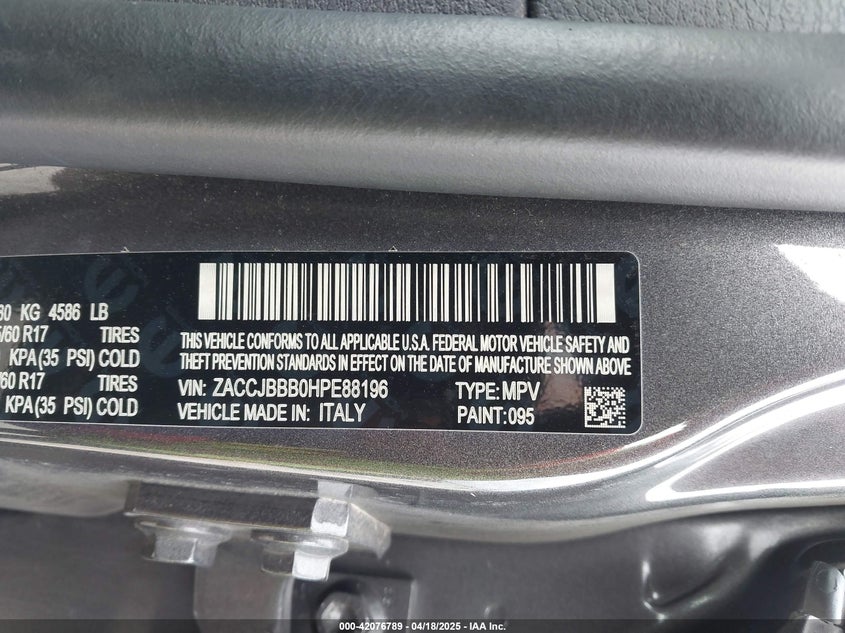 60 KG 4586 LB
/60 R17 TIRES
KPA(35 PSI) COLD
/60 R17 TIRES
KPA(35 PSI) COLD
THIS VEHICLE CONFORMS TO ALL APPLICABLE U.S.A. FEDERAL MOTOR VEHICLE SAFETY AND
THEFT PREVENTION STANDARDS IN EFFECT ON THE DATE OF MANUFACTURE SHOWN ABOVE
VIN: ZACCJBBB0HPE88196 TYPE: MPV
VEHICLE MADE IN: ITALY PAINT: 095
000-42076789 - 04/18/2025 - IAA Inc.